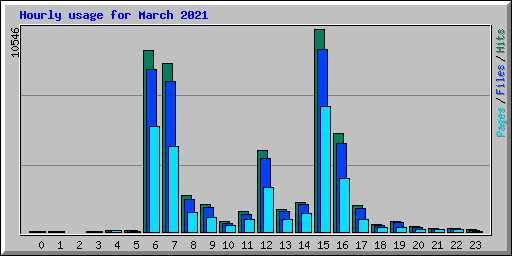 Hourly usage for March 2021
10546
Pages/Files/Hits
0 1 2 3 4 5 6 7 8 9 10 11 12 13 14 15 16 17 18 19 20 21 22 23